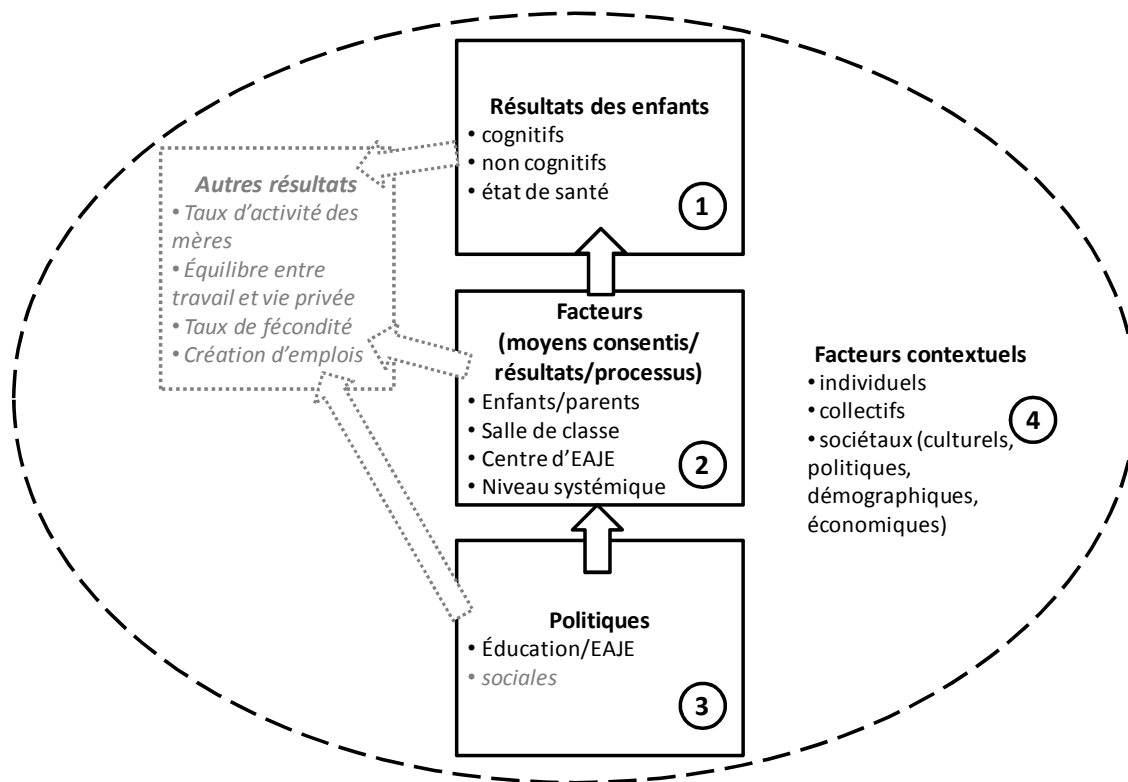 Résultats des enfants
• cognitifs
• non cognitifs
• état de santé
1
Autres résultats
• Taux d’activité des
mères
• Équilibre entre
travail et vie privée
• Taux de fécondité
• Création d’emplois
Facteurs
(moyens consentis/
résultats/processus)
• Enfants/parents
• Salle de classe
• Centre d’EAJE
• Niveau systémique
2
Facteurs contextuels
• individuels
• collectifs
• sociétaux (culturels,
politiques,
démographiques,
économiques)
4
Politiques
• Éducation/EAJE
• sociales
3